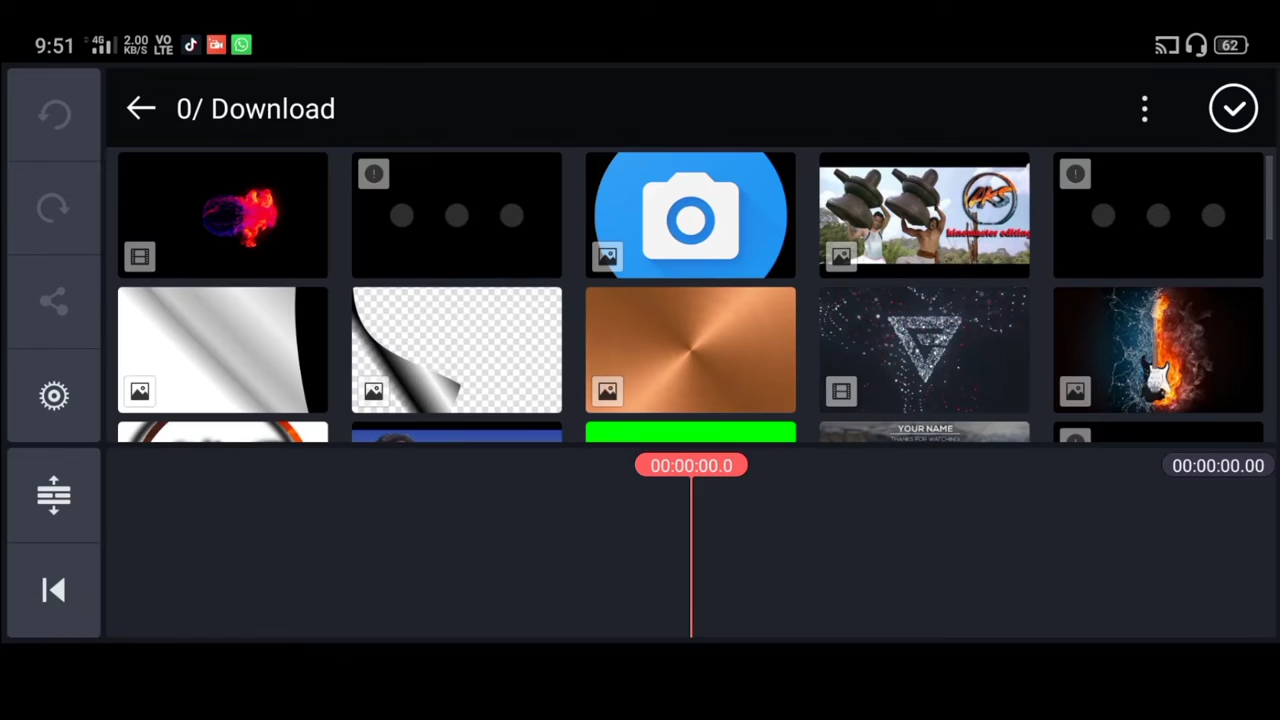 9:51 4G 2.00 KB/S VO LTE 62
0/ Download
AKS
kinemaster editing
YOUR NAME
THANKS FOR WATCHING
00:00:00.0
00:00:00.00